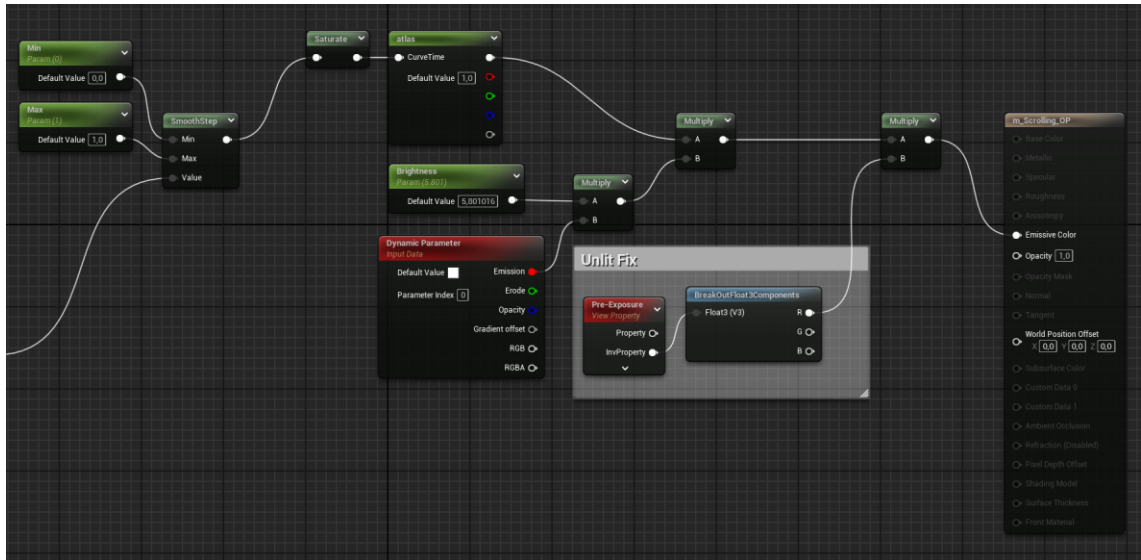 Min
Param (0)
Default Value 0,0
Max
Param (1)
Default Value 1,0
SmoothStep
Min
Max
Value
Saturate
atlas
CurveTime
Default Value 1,0
Brightness
Param (5.801)
Default Value 5,801016
Dynamic Parameter
Input Data
Default Value Emission
Parameter Index 0 Erode
Opacity
Gradient offset
RGB
RGBA
Multiply
A
B
Unlit Fix
Pre-Exposure
View Property
Property
InvProperty
BreakOutFloat3Components
Float3 (V3) R
G
B
Multiply
A
B
Multiply
A
B
m_Scrolling_OP
Base Color
Metallic
Specular
Roughness
Anisotropy
Emissive Color
Opacity 1,0
Opacity Mask
Normal
Tangent
World Position Offset
X 0,0 Y 0,0 Z 0,0
Subsurface Color
Custom Data 0
Custom Data 1
Ambient Occlusion
Refraction (Disabled)
Pixel Depth Offset
Shading Model
Surface Thickness
Front Material